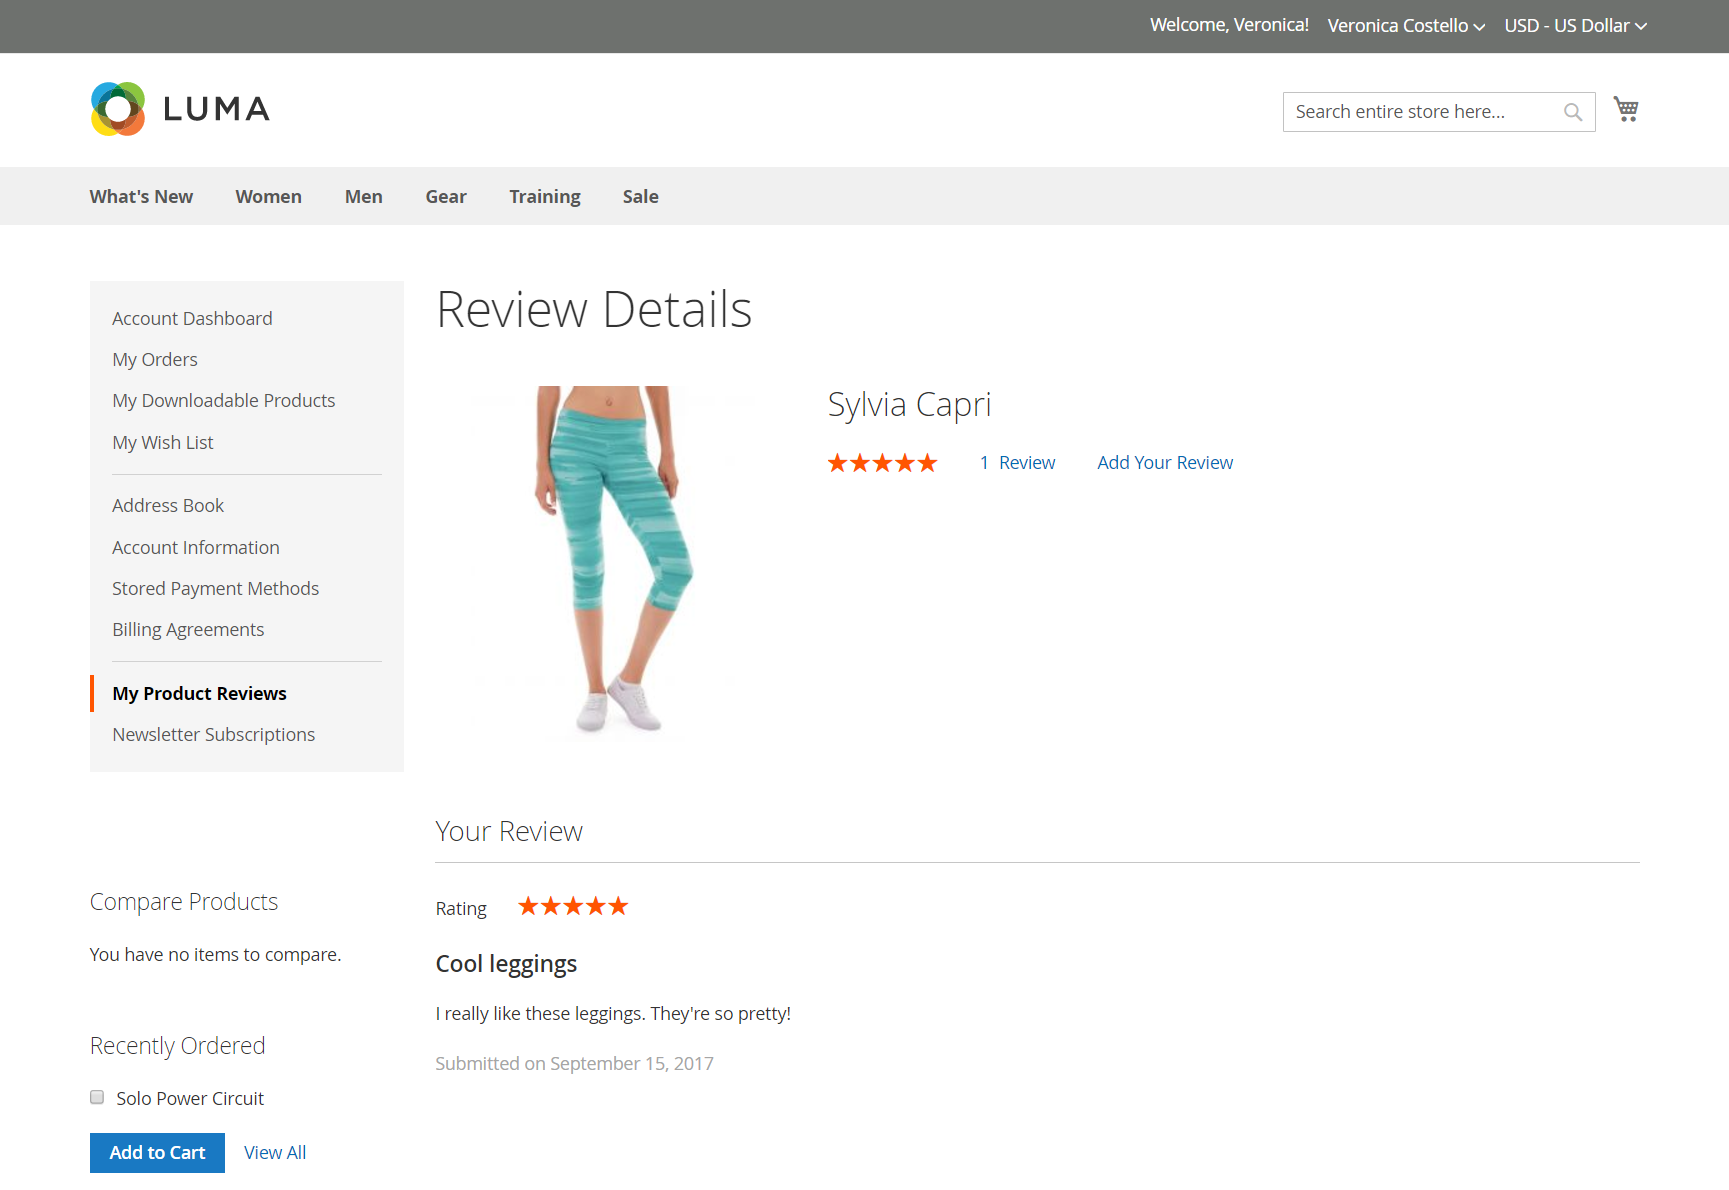 Welcome, Veronica! Veronica Costello USD - US Dollar
LUMA
Search entire store here...
What's New Women Men Gear Training Sale
Account Dashboard
My Orders
My Downloadable Products
My Wish List
Address Book
Account Information
Stored Payment Methods
Billing Agreements
My Product Reviews
Newsletter Subscriptions
Compare Products
You have no items to compare.
Recently Ordered
Solo Power Circuit
Add to Cart View All
Review Details
Sylvia Capri
1 Review Add Your Review
Your Review
Rating
Cool leggings
I really like these leggings. They're so pretty!
Submitted on September 15, 2017